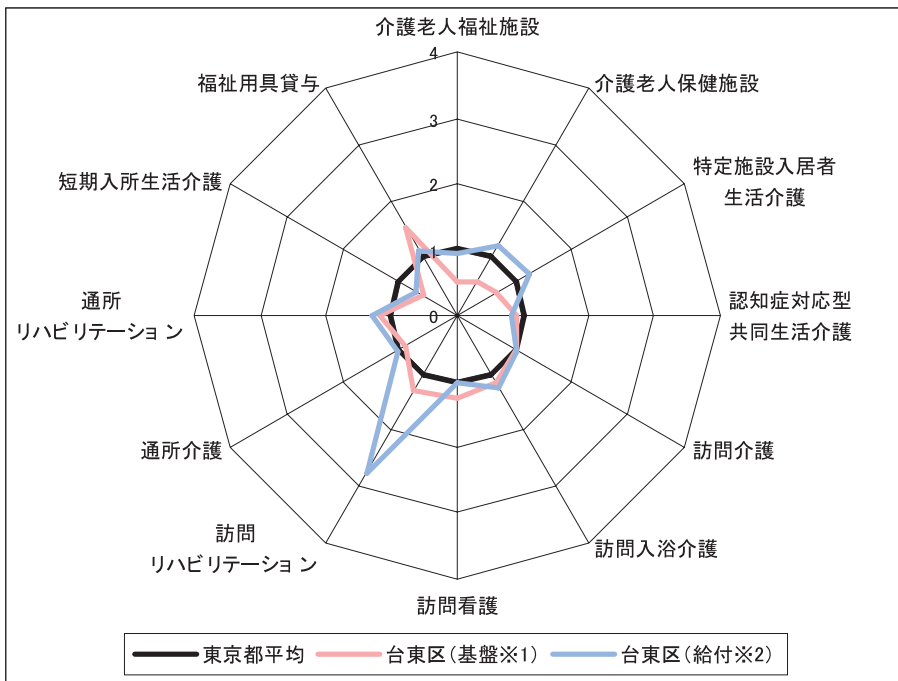 介護老人福祉施設
4
福祉用具貸与
介護老人保健施設
3
短期入所生活介護
特定施設入居者
生活介護
2
1
通所
リハビリテーション
0
認知症対応型
共同生活介護
通所介護
訪問介護
訪問
リハビリテーション
訪問入浴介護
訪問看護
東京都平均
台東区(基盤※1)
台東区(給付※2)